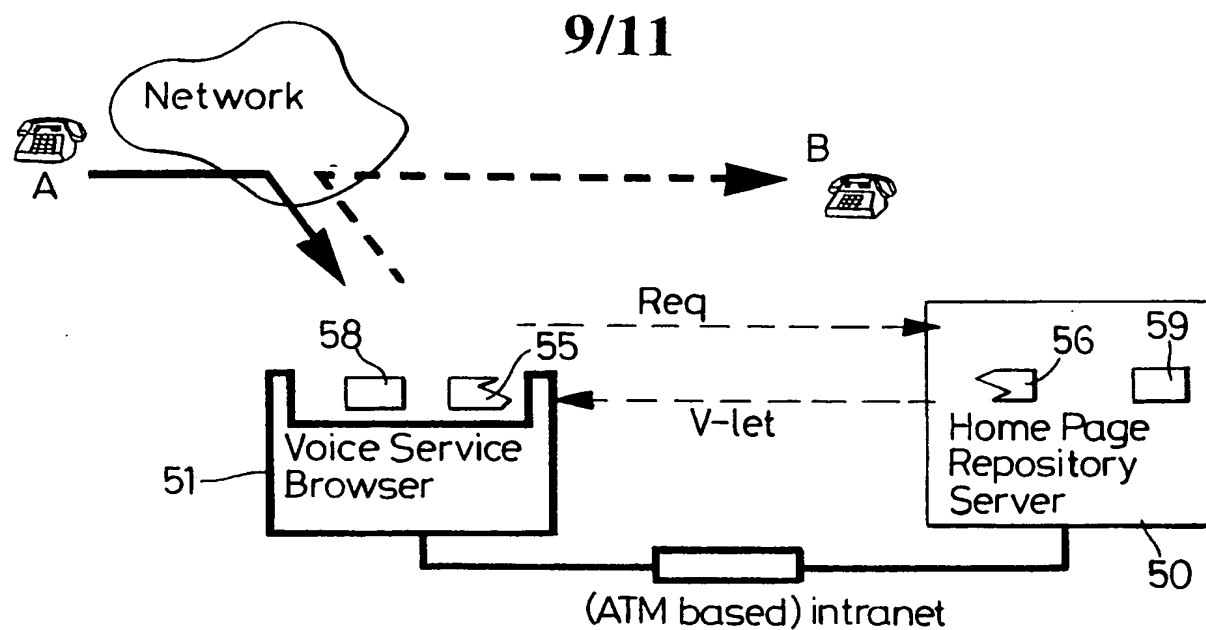 9/11
Network
A
B
Req
58
55
56
59
V-let
Voice Service
Browser
51
Home Page
Repository
Server
50
(ATM based) intranet